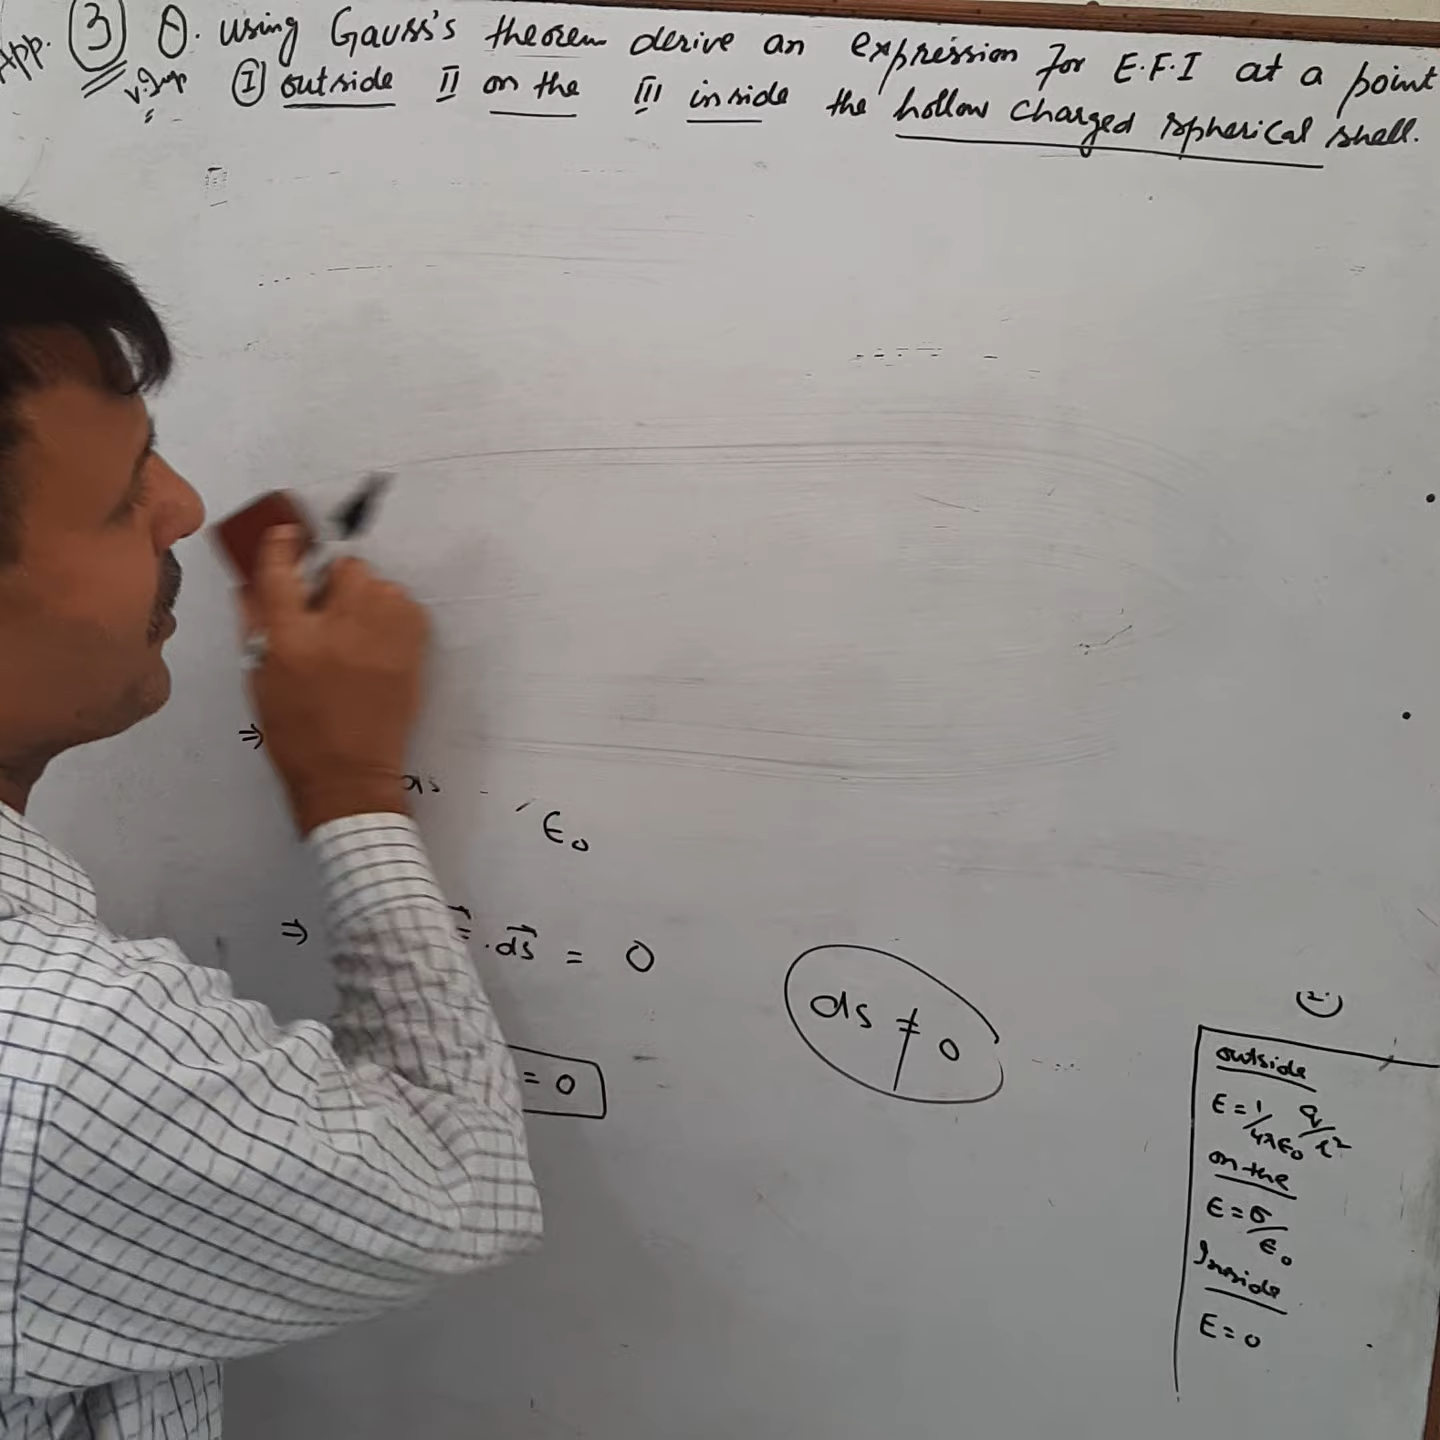 App. ③ Q. using Gauss's theorem derive an expression for E.F.I at a point
v.Imp Ⓘ outside II on the III inside the hollow charged spherical shell.
⇒
ds
ϵ₀
⇒ . ds⃗ = 0
= 0
ds ≠ 0
outside
E = 1/4πϵ₀ q/r²
on the
E = σ/ϵ₀
Inside
E = 0